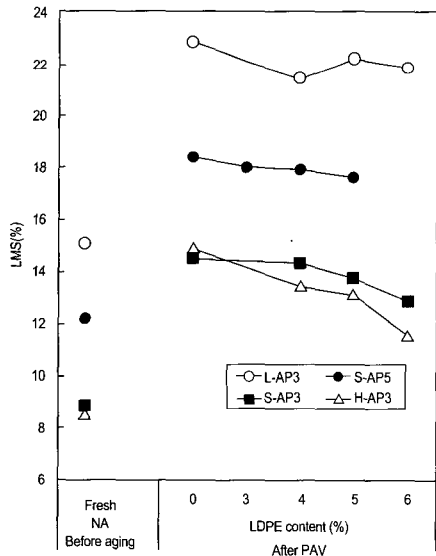 24
22
20
18
16
14
12
10
8
6
LMS(%)
L-AP3
S-AP5
S-AP3
H-AP3
Fresh
NA
Before aging
0
3
4
5
6
LDPE content (%)
After PAV